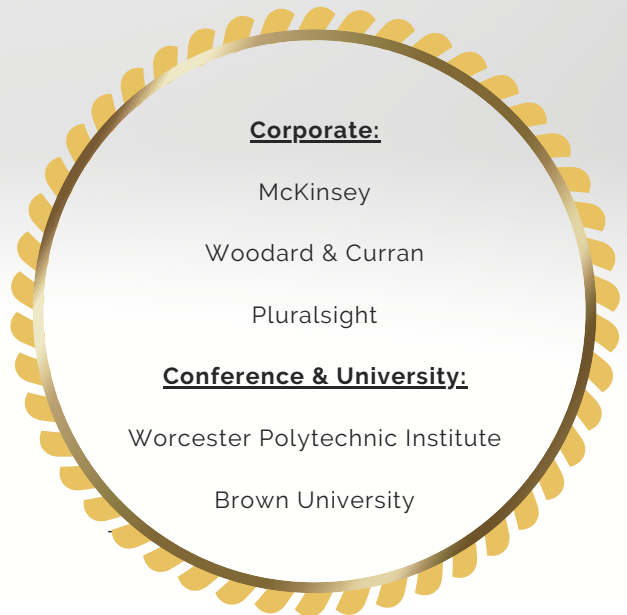 Corporate:
McKinsey
Woodard & Curran
Pluralsight
Conference & University:
Worcester Polytechnic Institute
Brown University